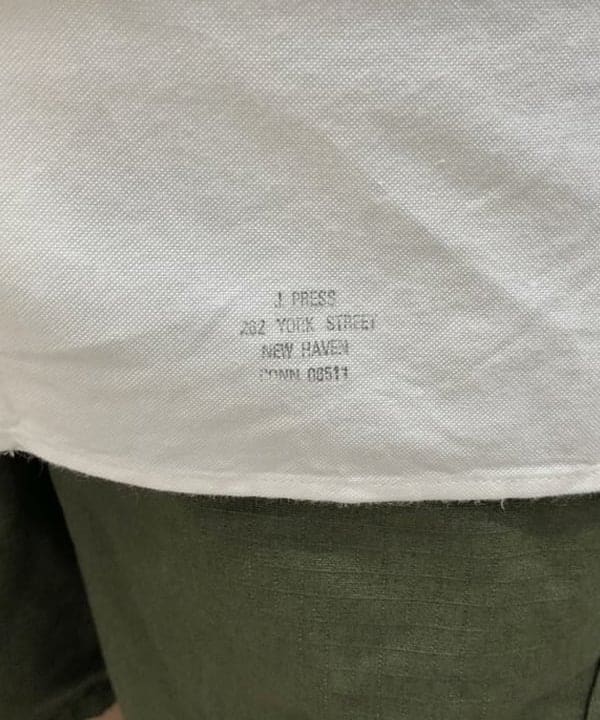 J PRESS
262 YORK STREET
NEW HAVEN
CONN 06511